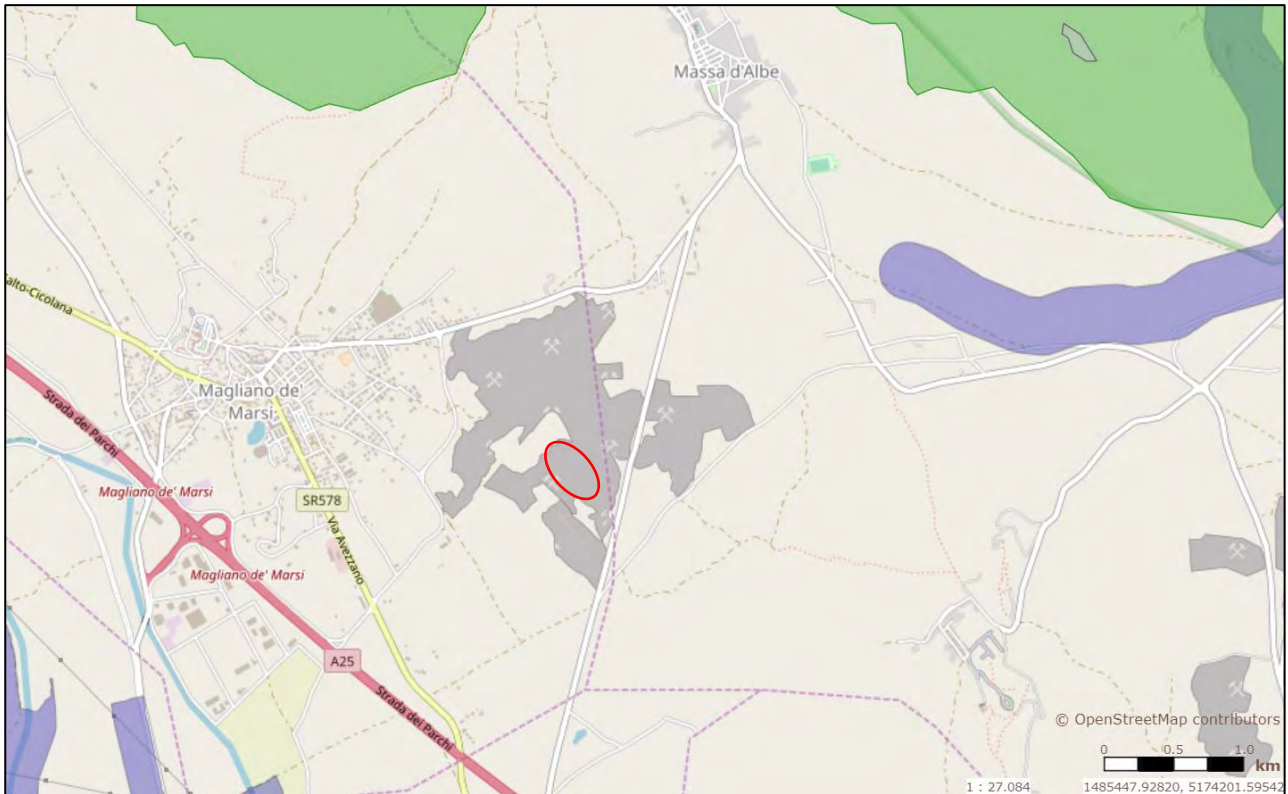 Massa d'Albe
alto-Cicolana
Magliano de'
Marsi
Strada dei Parchi
Magliano de' Marsi
SR578
Via Avezzano
Magliano de' Marsi
A25
Strada dei Parchi
© OpenStreetMap contributors
0 0.5 1.0
km
1 : 27.084 1485447.92820, 5174201.59542